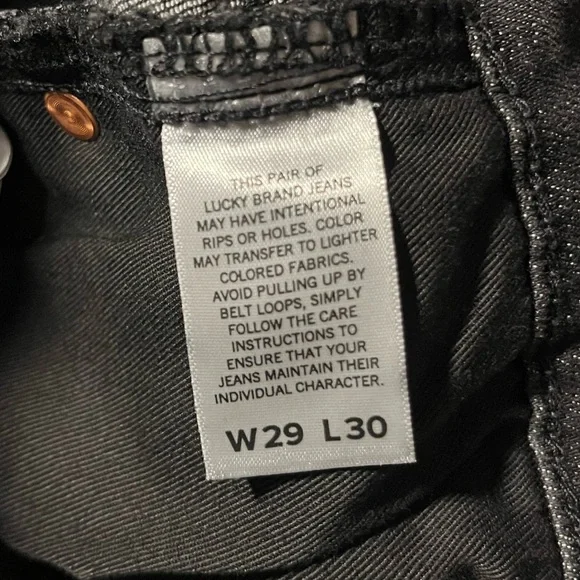 THIS PAIR OF
LUCKY BRAND JEANS
MAY HAVE INTENTIONAL
RIPS OR HOLES. COLOR
MAY TRANSFER TO LIGHTER
COLORED FABRICS.
AVOID PULLING UP BY
BELT LOOPS, SIMPLY
FOLLOW THE CARE
INSTRUCTIONS TO
ENSURE THAT YOUR
JEANS MAINTAIN THEIR
INDIVIDUAL CHARACTER.
W29 L30